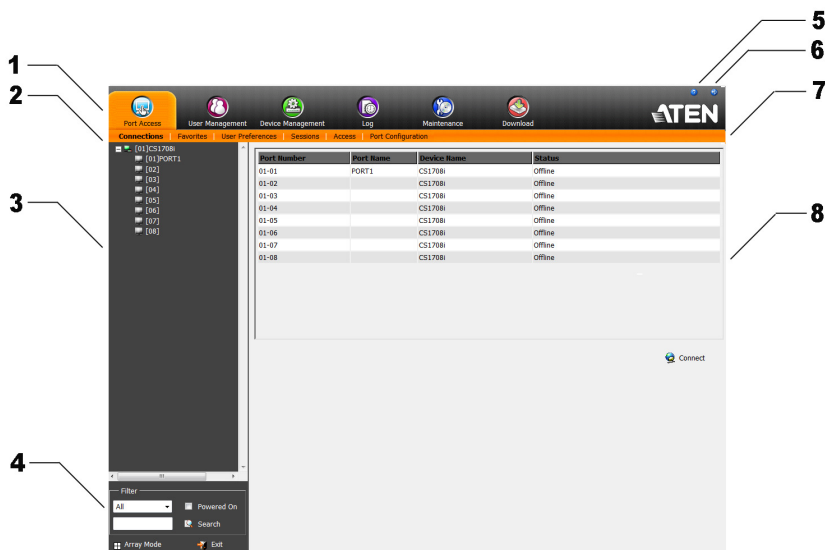 5
6
1
2
7
ATEN
Port Access User Management Device Management Log Maintenance Download
Connections Favorites User Preferences Sessions Access Port Configuration
[01]CS1708i
[01]PORT1
[02]
[03]
[04]
[05]
[06]
[07]
[08]
Port Number Port Name Device Name Status
01-01 PORT1 CS1708i Offline
01-02 CS1708i Offline
01-03 CS1708i Offline
01-04 CS1708i Offline
01-05 CS1708i Offline
01-06 CS1708i Offline
01-07 CS1708i Offline
01-08 CS1708i Offline
3
8
Connect
4
Filter
All Powered On
Search
Array Mode Exit